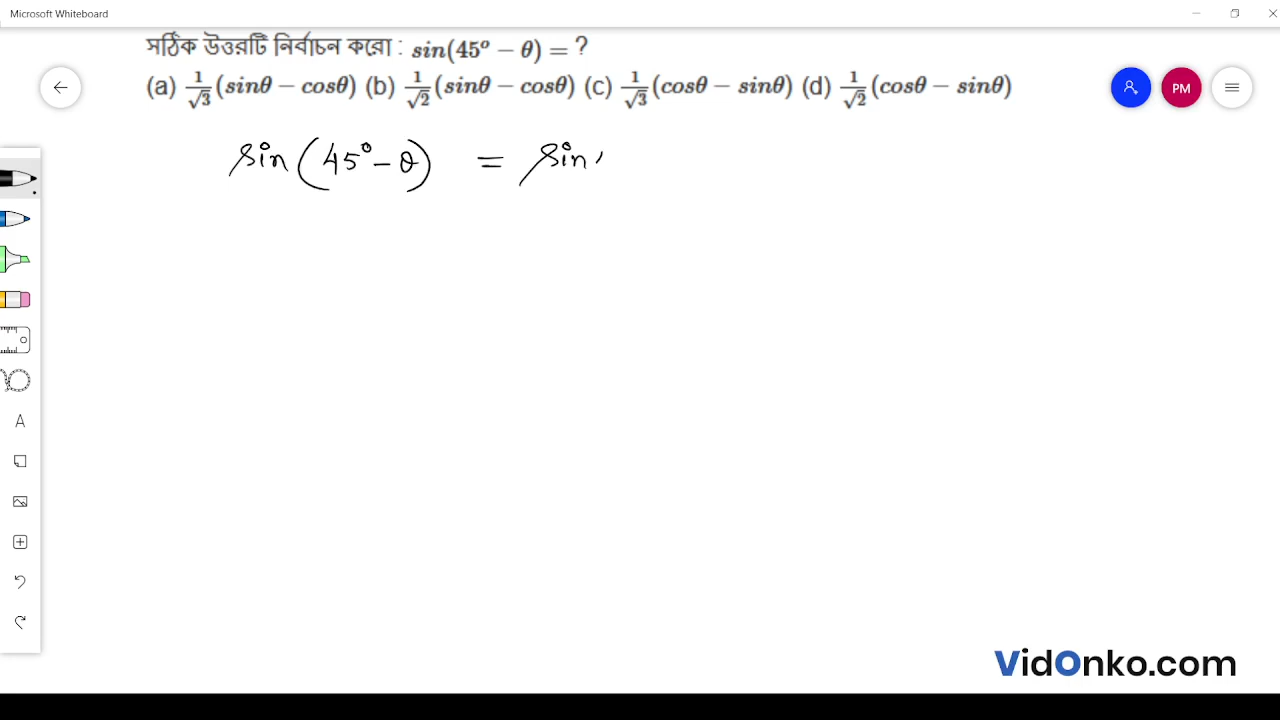 Microsoft Whiteboard
সঠিক উত্তরটি নির্বাচন করো : sin(45° − θ) = ?
(a) 1/√3 (sinθ − cosθ) (b) 1/√2 (sinθ − cosθ) (c) 1/√3 (cosθ − sinθ) (d) 1/√2 (cosθ − sinθ)
PM
sin(45° − θ) = sin
A
VidOnko.com